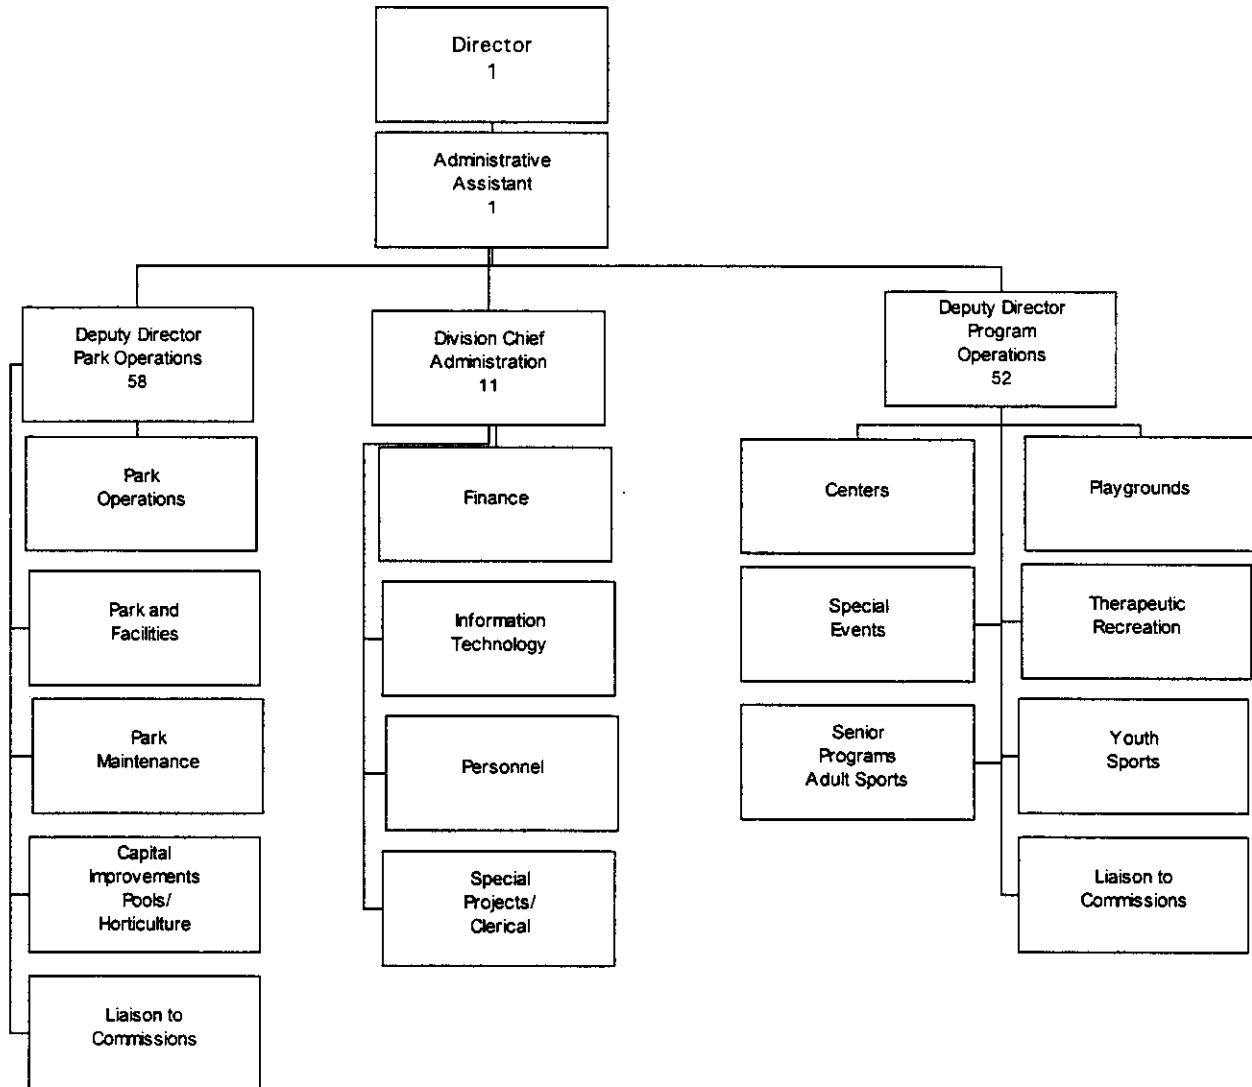 Director
1
Administrative
Assistant
1
Deputy Director
Park Operations
58
Division Chief
Administration
11
Deputy Director
Program
Operations
52
Park
Operations
Finance
Centers
Playgrounds
Park and
Facilities
Information
Technology
Special
Events
Therapeutic
Recreation
Park
Maintenance
Personnel
Senior
Programs
Adult Sports
Youth
Sports
Capital
Improvements
Pools/
Horticulture
Special
Projects/
Clerical
Liaison to
Commissions
Liaison to
Commissions